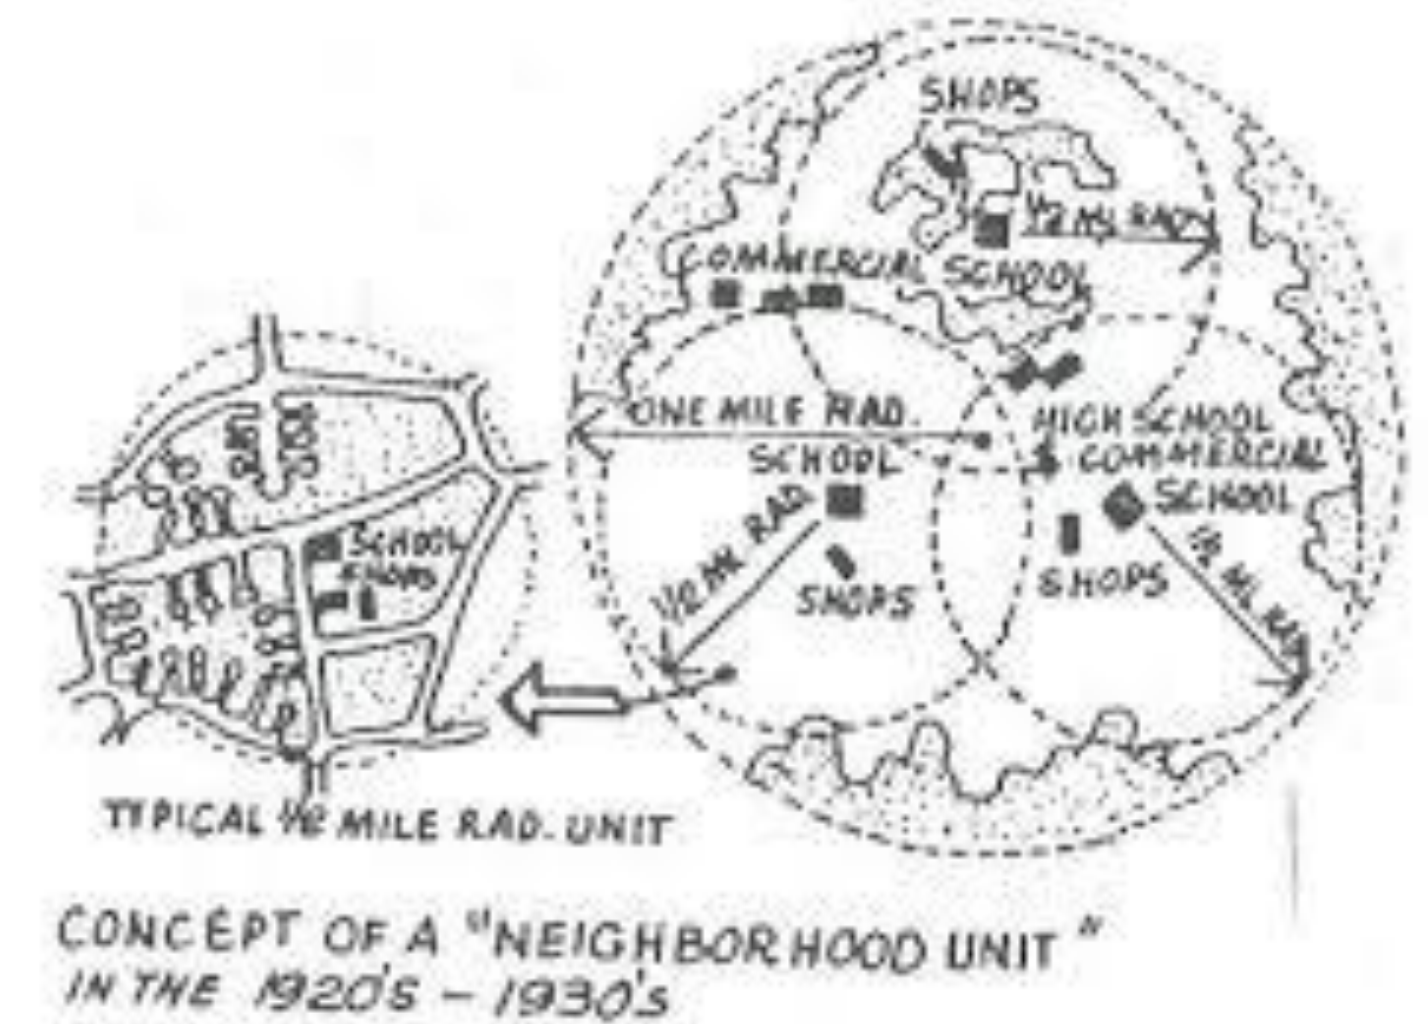 SHOPS
1/2 MI. RAD.
COMMERCIAL
SCHOOL
ONE MILE RAD.
HIGH SCHOOL
COMMERCIAL
SCHOOL
SCHOOL
1/2 MI. RAD.
1/2 MI. RAD.
SHOPS
SHOPS
SCHOOL
SHOPS
TYPICAL 1/2 MILE RAD. UNIT
CONCEPT OF A "NEIGHBORHOOD UNIT"
IN THE 1920'S - 1930'S